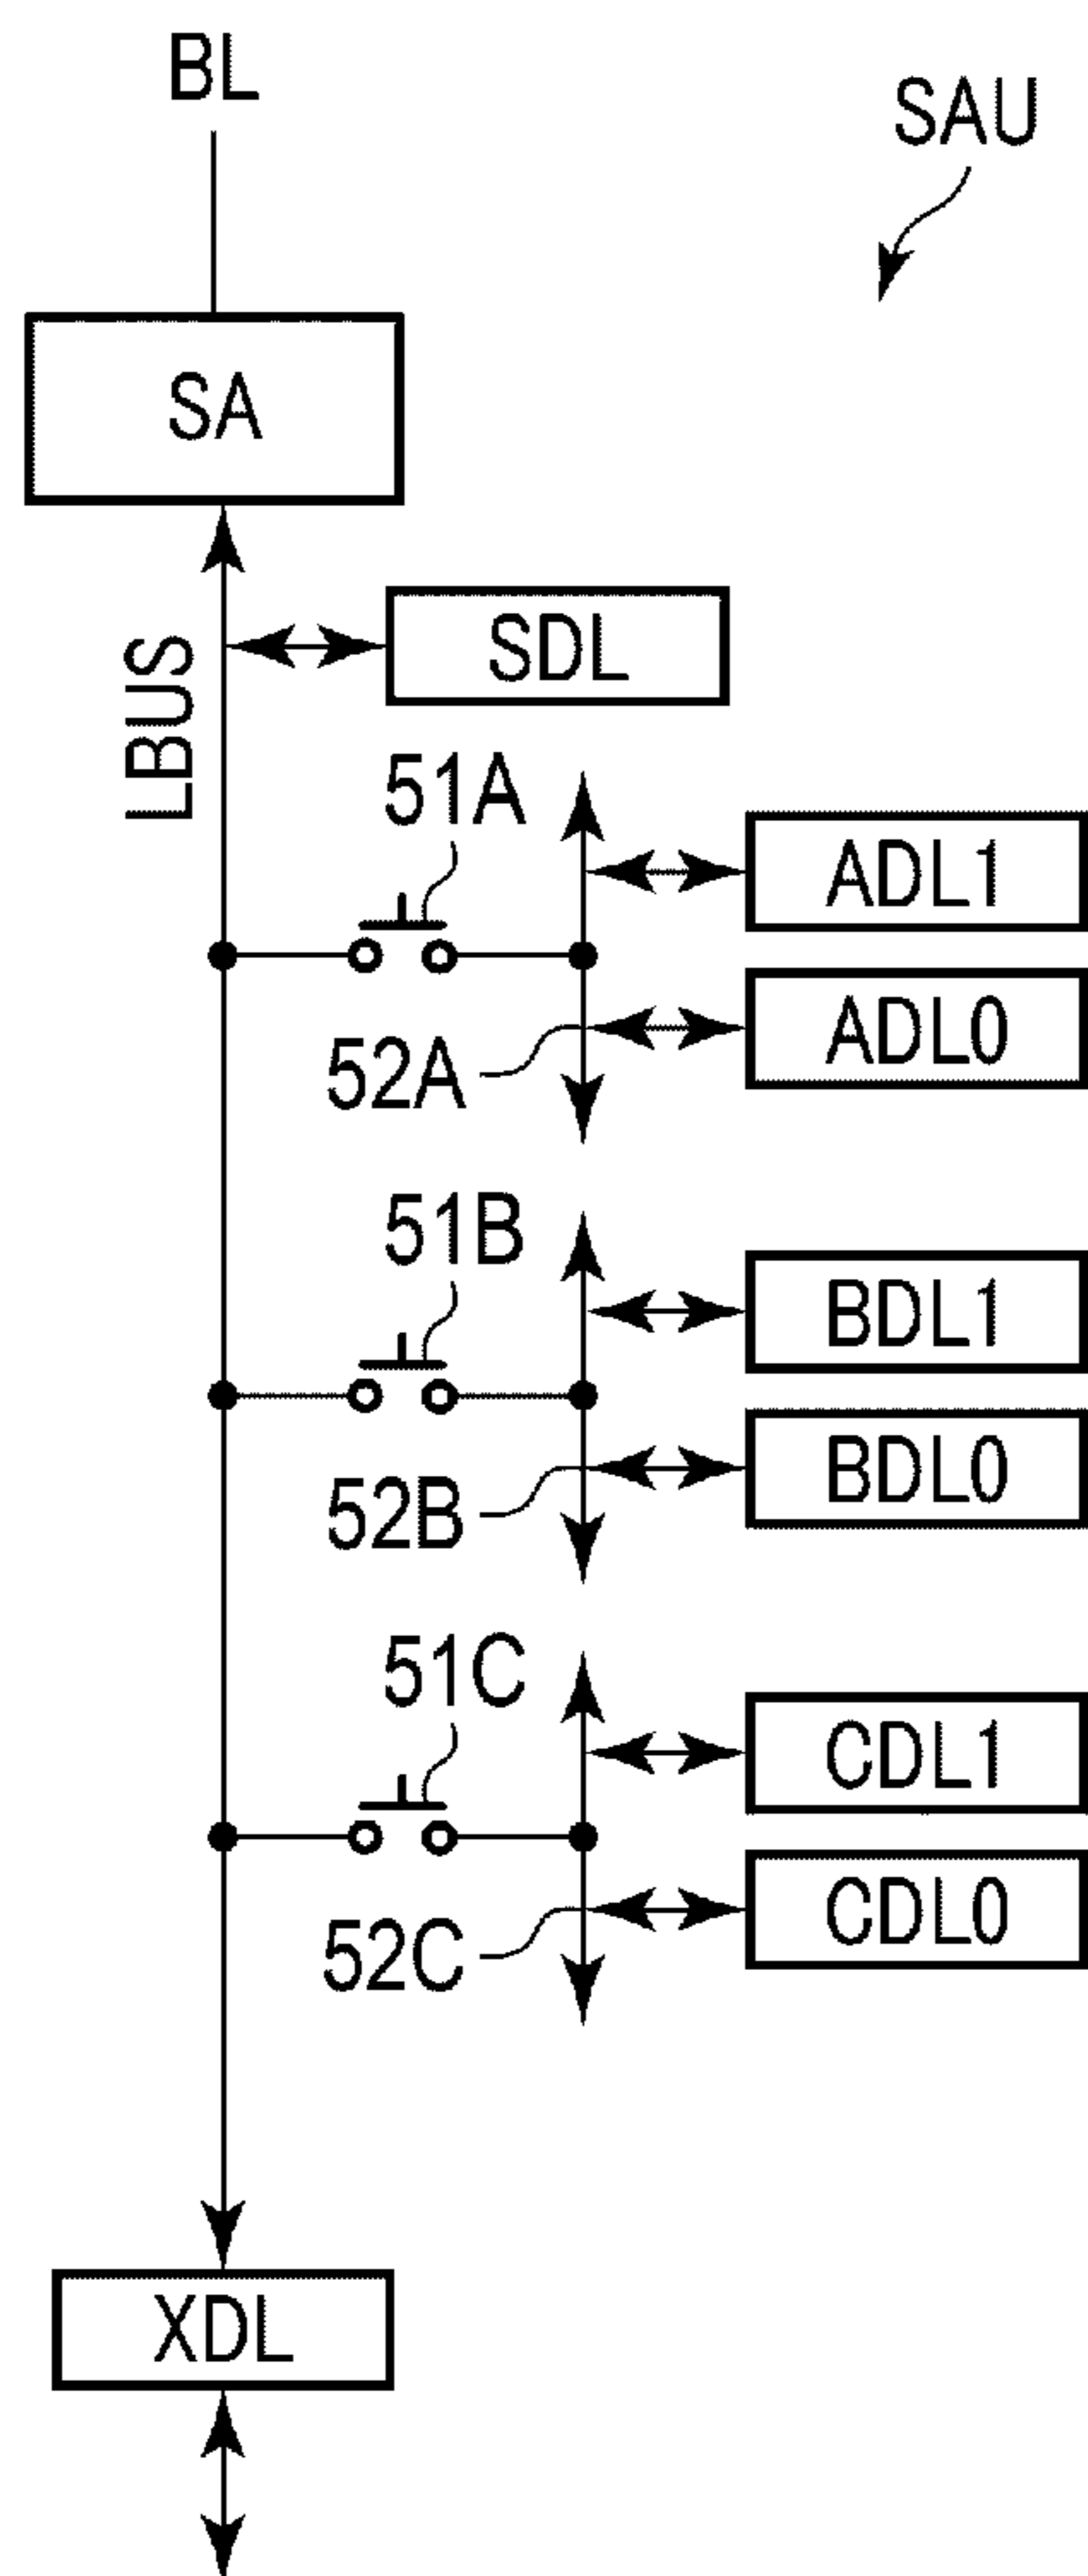 BL
SAU
SA
SDL
LBUS
51A
ADL1
ADL0
52A
51B
BDL1
BDL0
52B
51C
CDL1
CDL0
52C
XDL